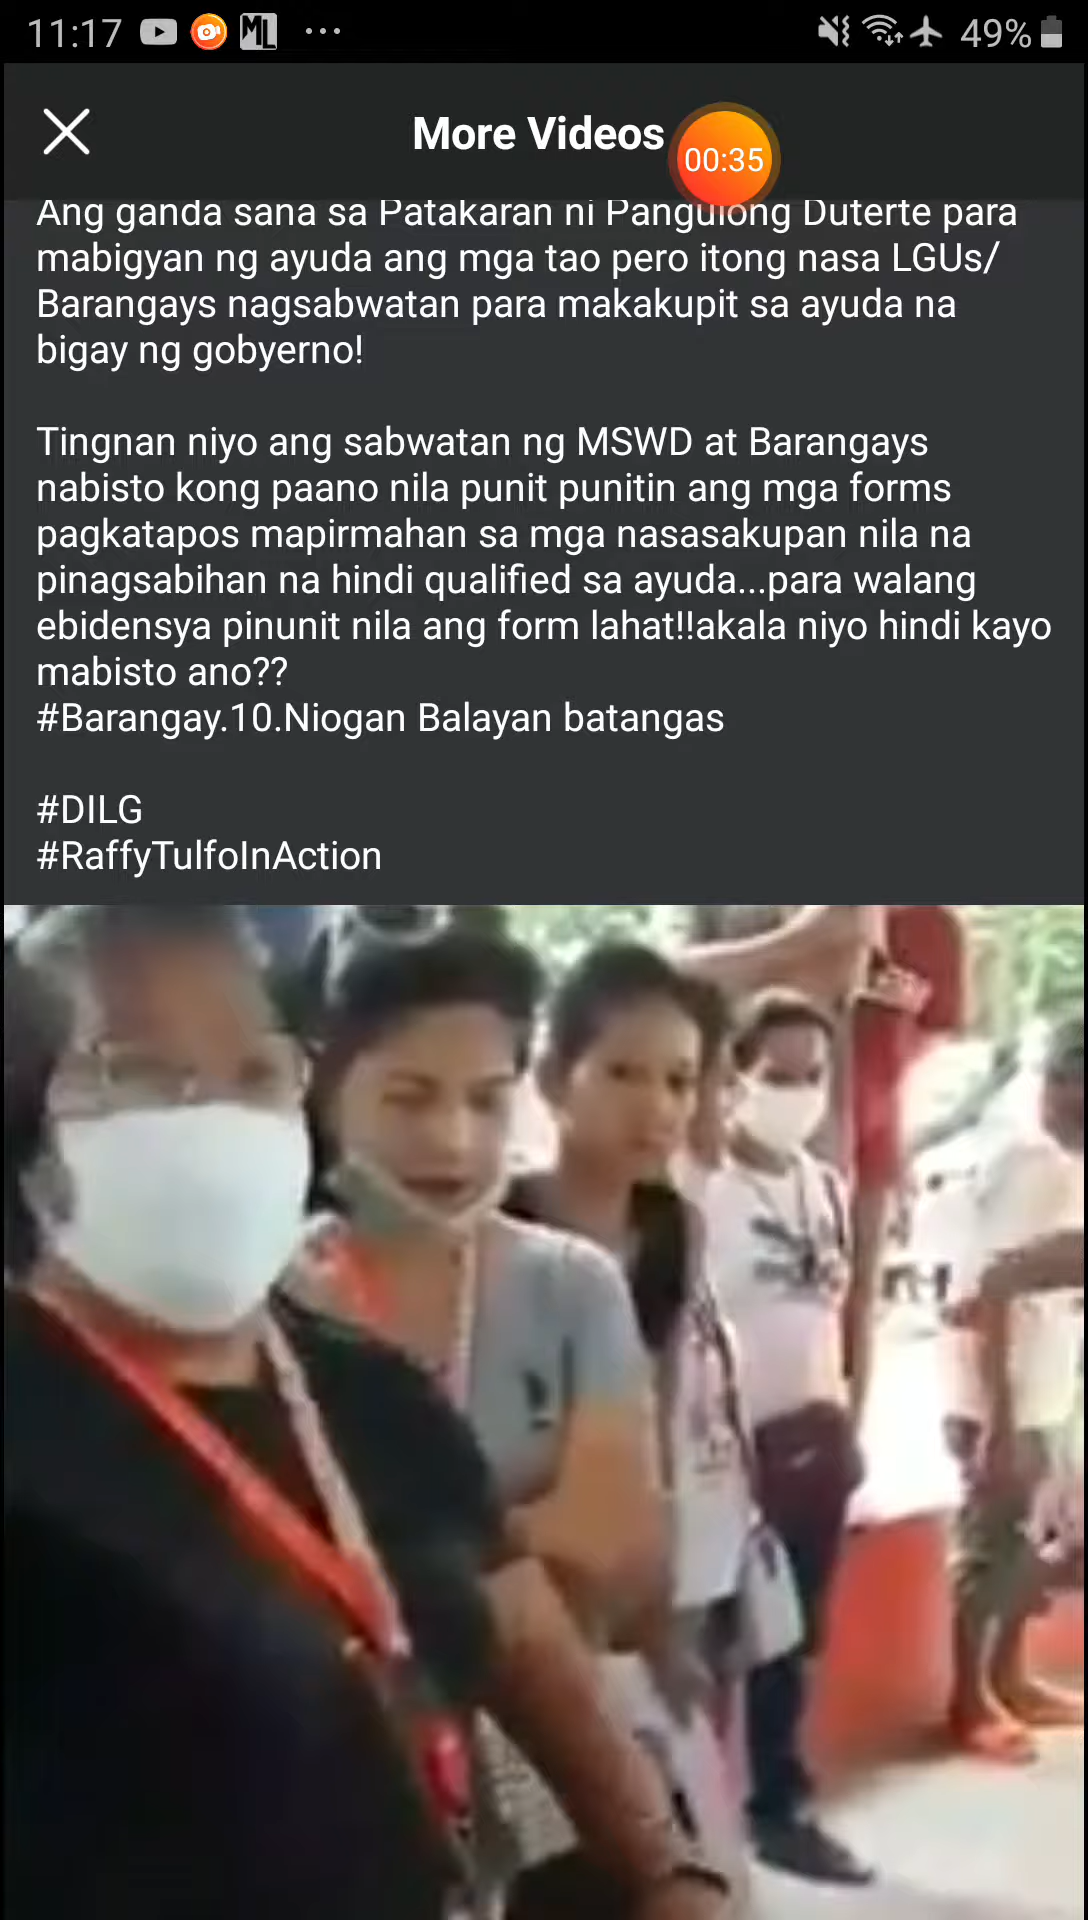 11:17 ML ... 49%
More Videos
00:35
Ang ganda sana sa Patakaran ni Pangulong Duterte para
mabigyan ng ayuda ang mga tao pero itong nasa LGUs/
Barangays nagsabwatan para makakupit sa ayuda na
bigay ng gobyerno!
Tingnan niyo ang sabwatan ng MSWD at Barangays
nabisto kong paano nila punit punitin ang mga forms
pagkatapos mapirmahan sa mga nasasakupan nila na
pinagsabihan na hindi qualified sa ayuda...para walang
ebidensya pinunit nila ang form lahat!!akala niyo hindi kayo
mabisto ano??
#Barangay.10.Niogan Balayan batangas
#DILG
#RaffyTulfoInAction